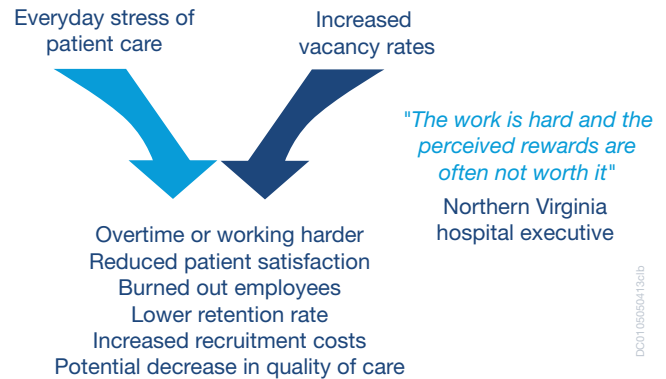 Everyday stress of
patient care
Increased
vacancy rates
"The work is hard and the
perceived rewards are
often not worth it"
Northern Virginia
hospital executive
Overtime or working harder
Reduced patient satisfaction
Burned out employees
Lower retention rate
Increased recruitment costs
Potential decrease in quality of care
DC01 05050413clb